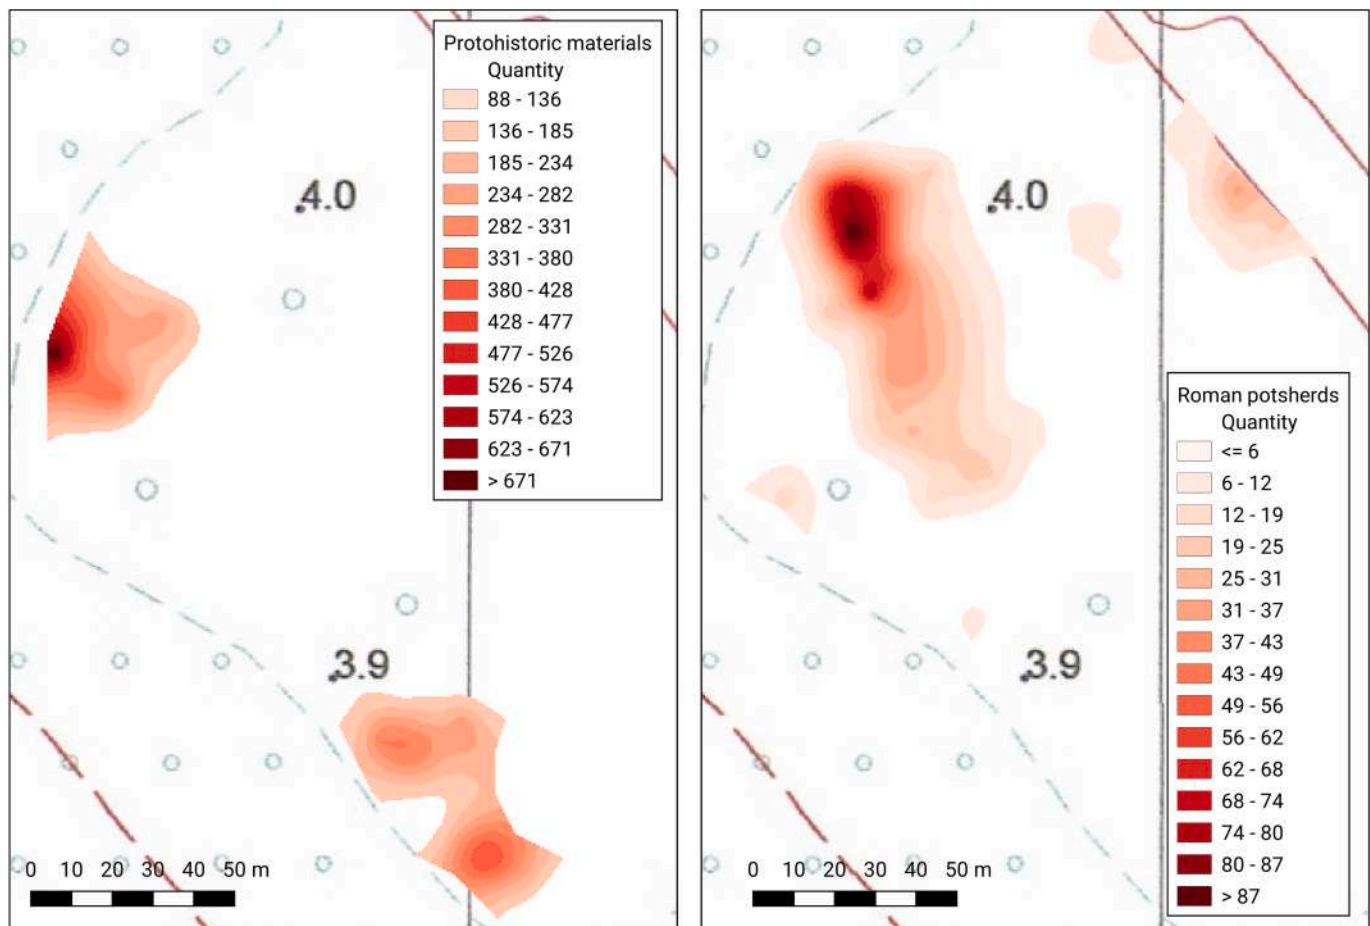 Protohistoric materials
Quantity
88 - 136
136 - 185
185 - 234
234 - 282
282 - 331
331 - 380
380 - 428
428 - 477
477 - 526
526 - 574
574 - 623
623 - 671
> 671
4.0
3.9
0 10 20 30 40 50 m
4.0
Roman potsherds
Quantity
<= 6
6 - 12
12 - 19
19 - 25
25 - 31
31 - 37
37 - 43
43 - 49
49 - 56
56 - 62
62 - 68
68 - 74
74 - 80
80 - 87
> 87
3.9
0 10 20 30 40 50 m